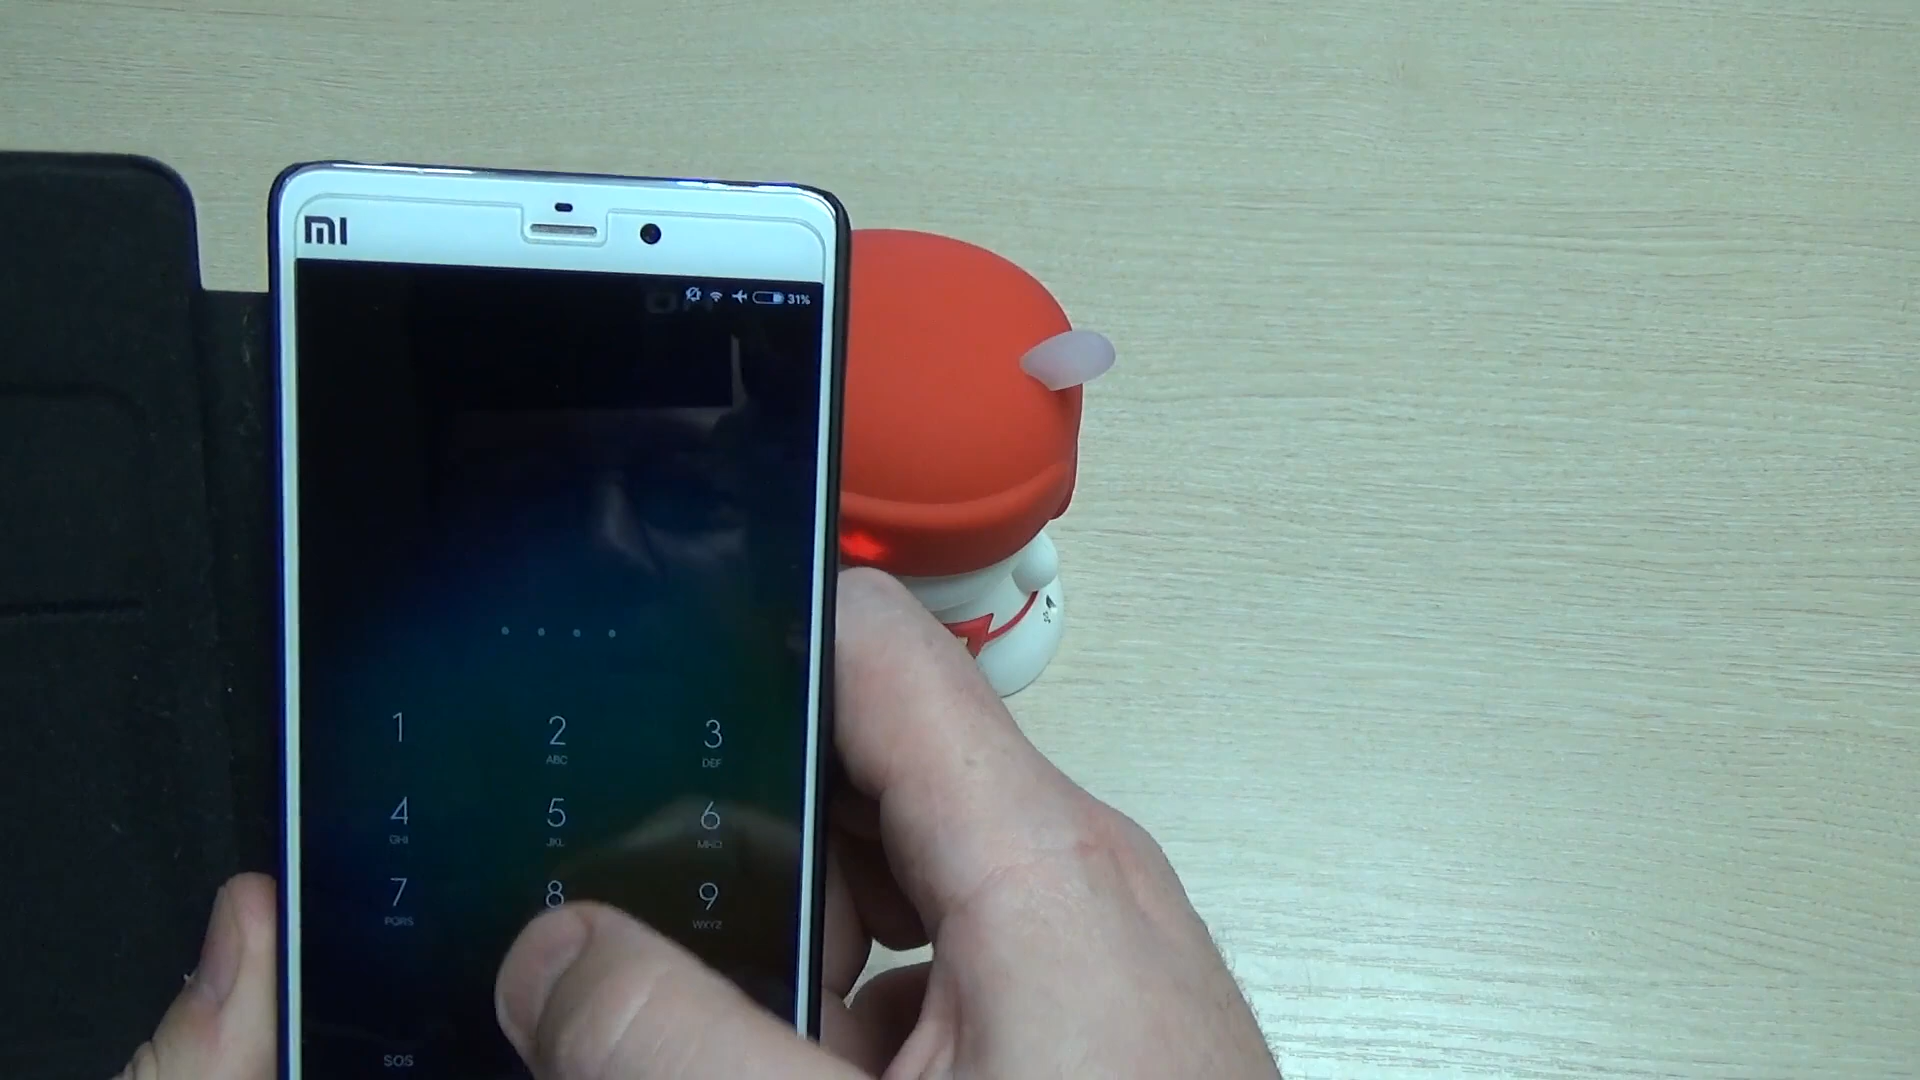 MI
31%
1 2 3
ABC DEF
4 5 6
GHI JKL MNO
7 8 9
PQRS WXYZ
SOS